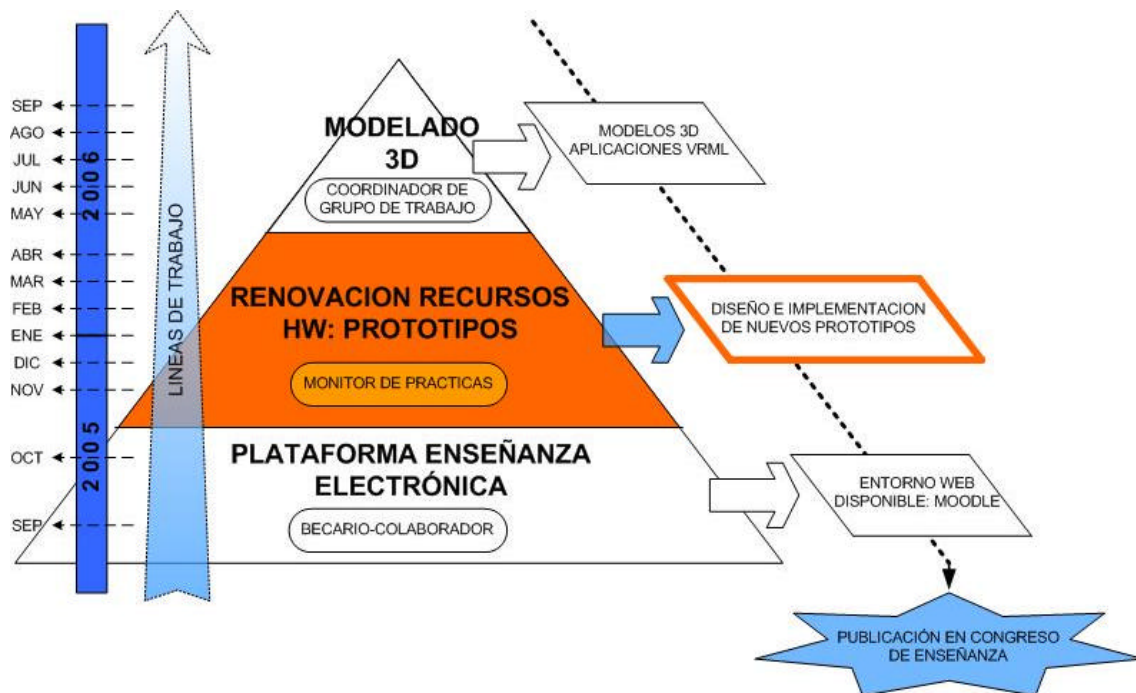 SEP
AGO
JUL
JUN
MAY
ABR
MAR
FEB
ENE
DIC
NOV
OCT
SEP
2006
2005
LINEAS DE TRABAJO
MODELADO
3D
COORDINADOR DE
GRUPO DE TRABAJO
MODELOS 3D
APLICACIONES VRML
RENOVACION RECURSOS
HW: PROTOTIPOS
MONITOR DE PRACTICAS
DISEÑO E IMPLEMENTACION
DE NUEVOS PROTOTIPOS
PLATAFORMA ENSEÑANZA
ELECTRÓNICA
BECARIO-COLABORADOR
ENTORNO WEB
DISPONIBLE: MOODLE
PUBLICACIÓN EN CONGRESO
DE ENSEÑANZA